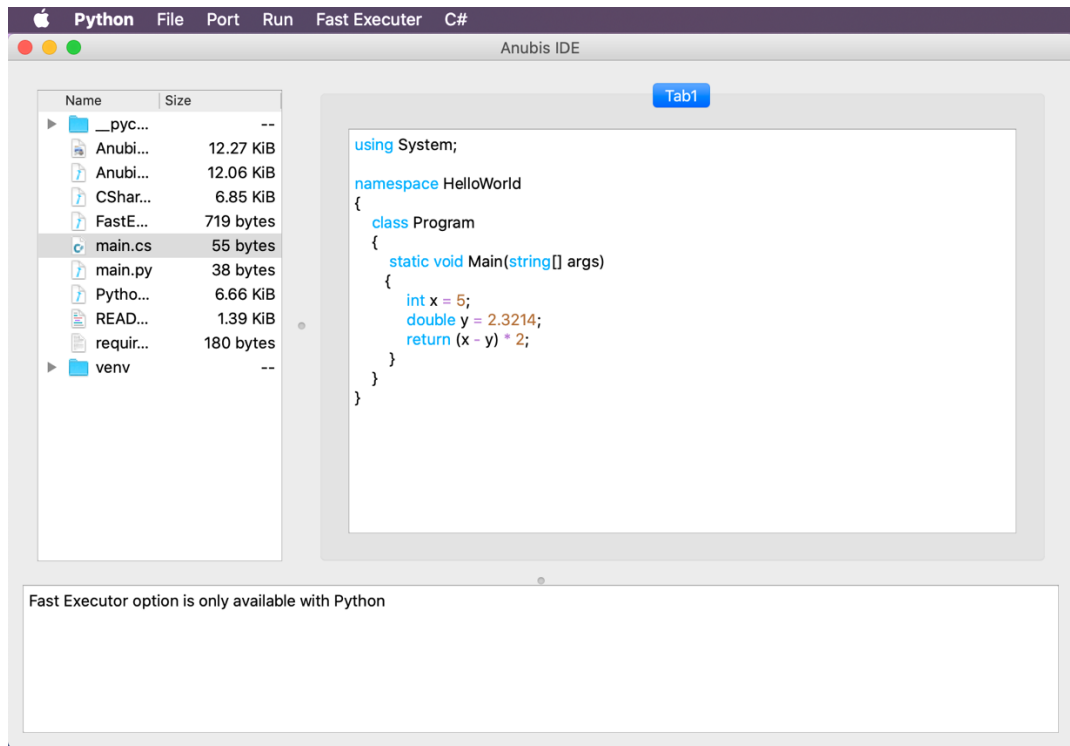 Python File Port Run Fast Executer C#
Anubis IDE
Name Size
__pyc... --
Anubi... 12.27 KiB
Anubi... 12.06 KiB
CShar... 6.85 KiB
FastE... 719 bytes
main.cs 55 bytes
main.py 38 bytes
Pytho... 6.66 KiB
READ... 1.39 KiB
requir... 180 bytes
venv --
Tab1
using System;
namespace HelloWorld
{
class Program
{
static void Main(string[] args)
{
int x = 5;
double y = 2.3214;
return (x - y) * 2;
}
}
}
Fast Executor option is only available with Python